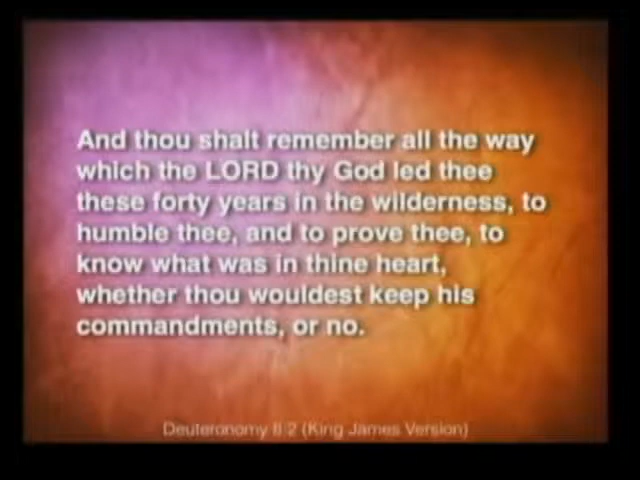 And thou shalt remember all the way
which the LORD thy God led thee
these forty years in the wilderness, to
humble thee, and to prove thee, to
know what was in thine heart,
whether thou wouldest keep his
commandments, or no.
Deuteronomy 8:2 (King James Version)